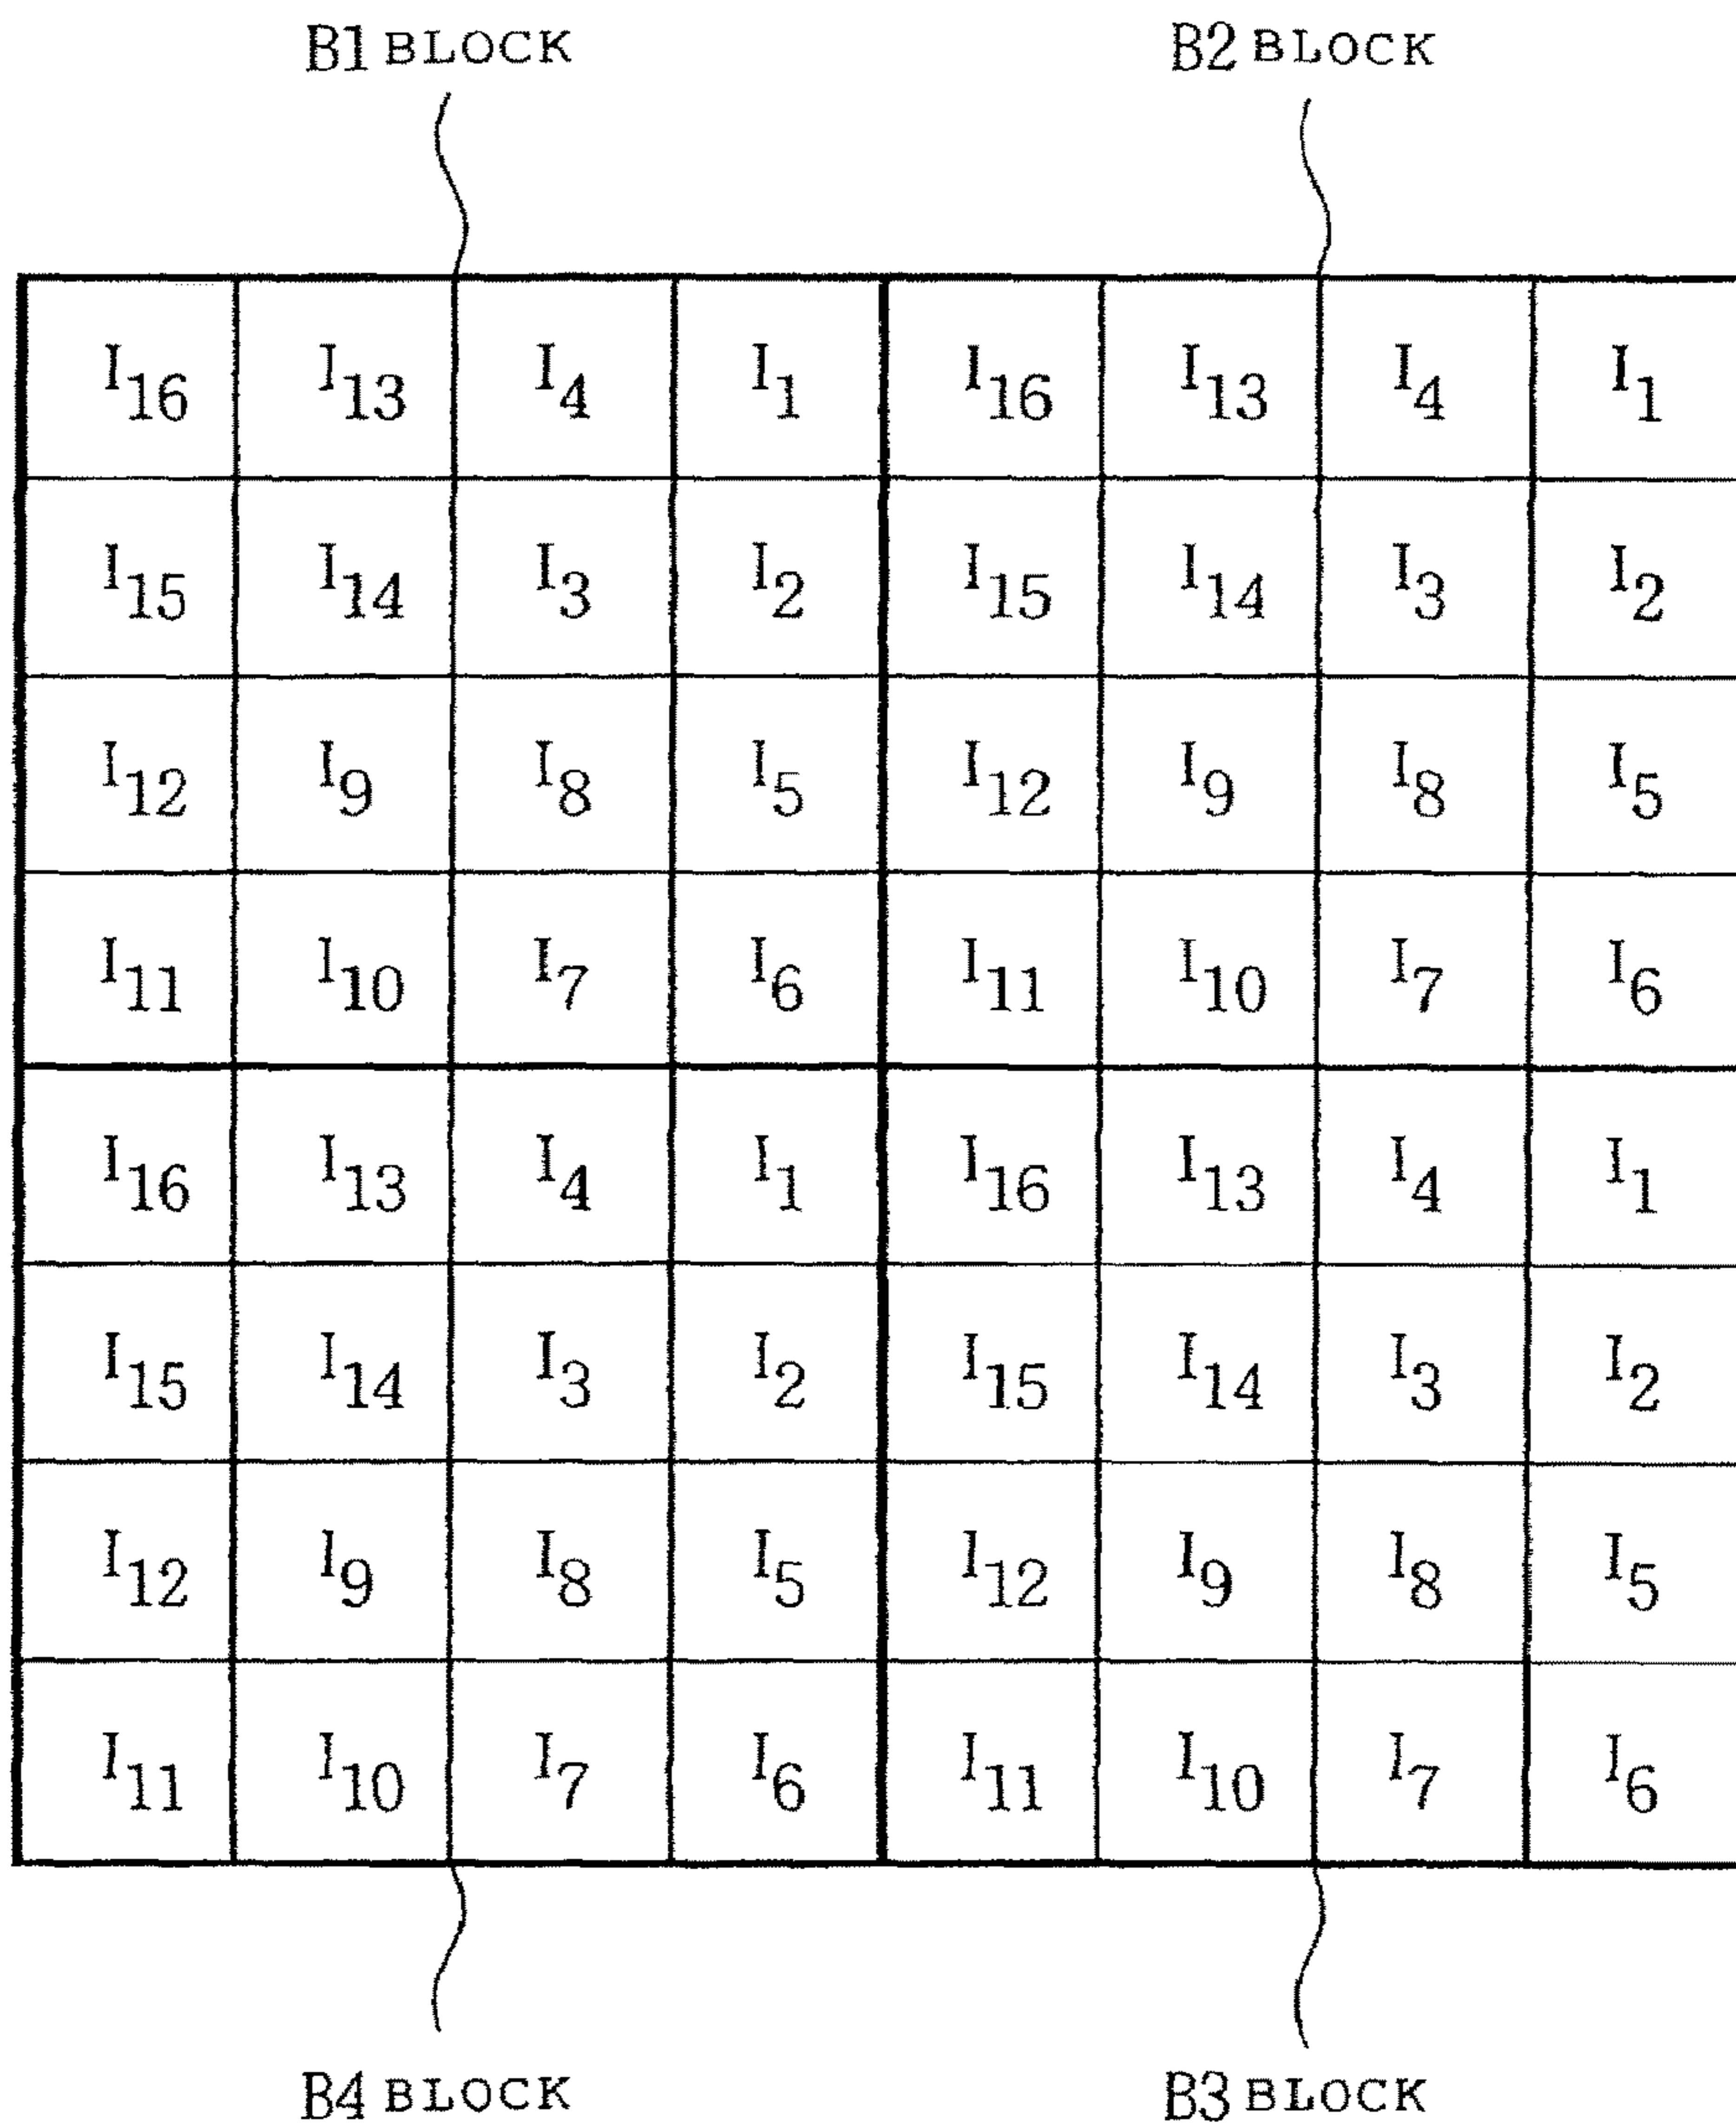 B1 BLOCK B2 BLOCK
I16 I13 I4 I1 I16 I13 I4 I1
I15 I14 I3 I2 I15 I14 I3 I2
I12 I9 I8 I5 I12 I9 I8 I5
I11 I10 I7 I6 I11 I10 I7 I6
I16 I13 I4 I1 I16 I13 I4 I1
I15 I14 I3 I2 I15 I14 I3 I2
I12 I9 I8 I5 I12 I9 I8 I5
I11 I10 I7 I6 I11 I10 I7 I6
B4 BLOCK B3 BLOCK